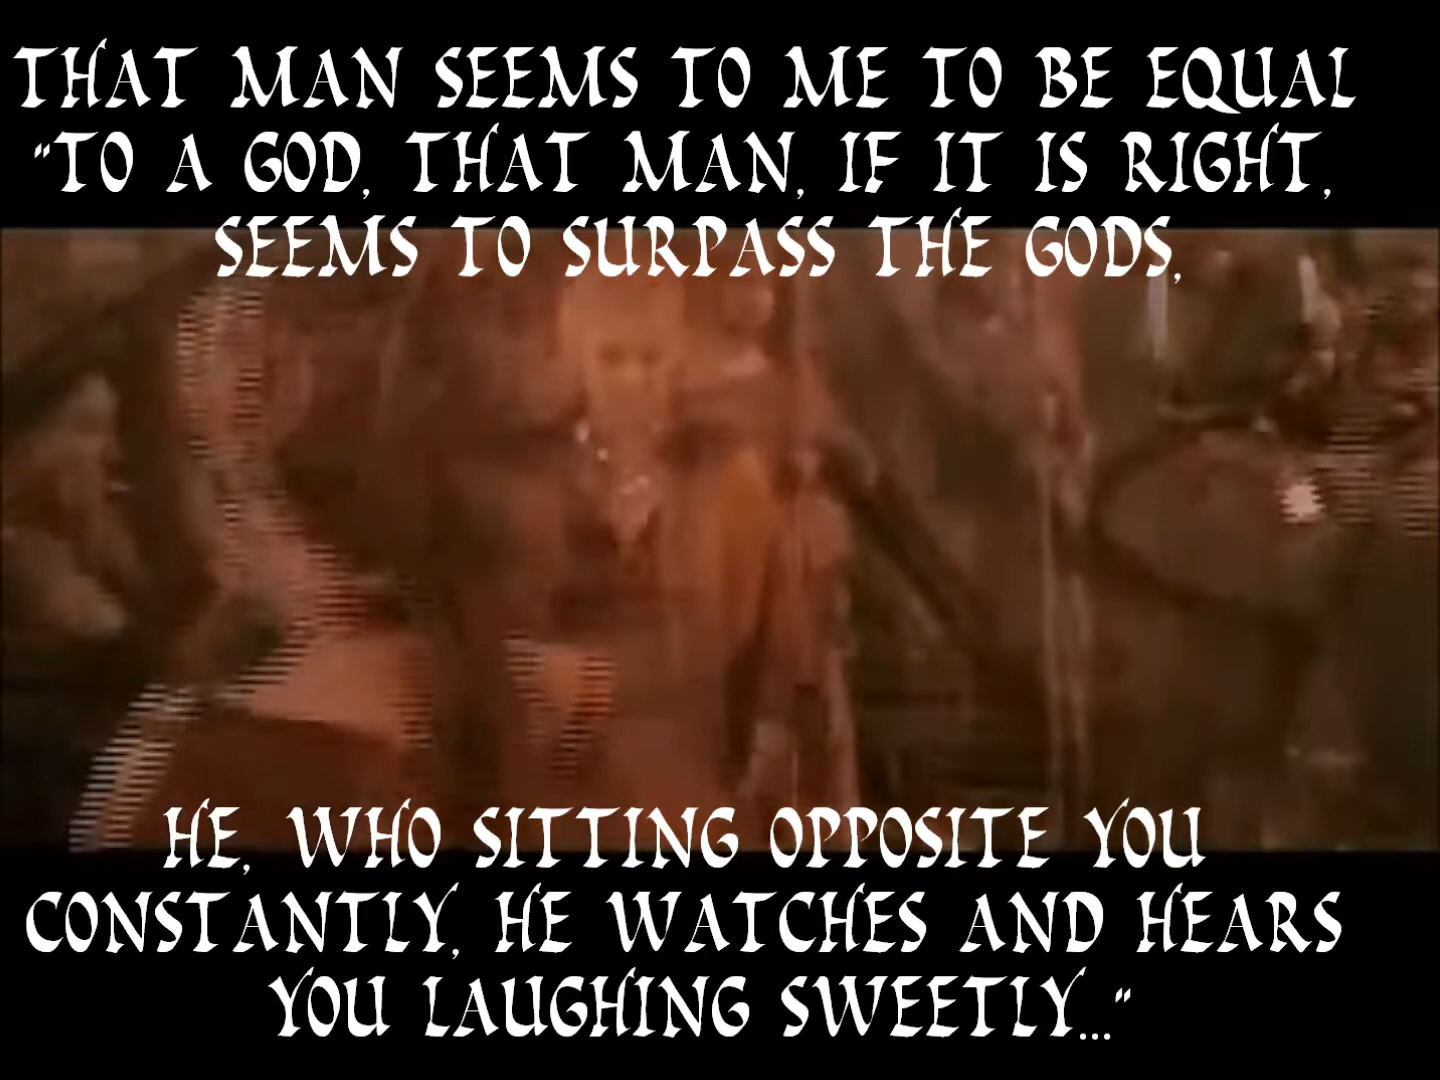 THAT MAN SEEMS TO ME TO BE EQUAL
"TO A GOD, THAT MAN, IF IT IS RIGHT,
SEEMS TO SURPASS THE GODS,
HE, WHO SITTING OPPOSITE YOU
CONSTANTLY, HE WATCHES AND HEARS
YOU LAUGHING SWEETLY..."